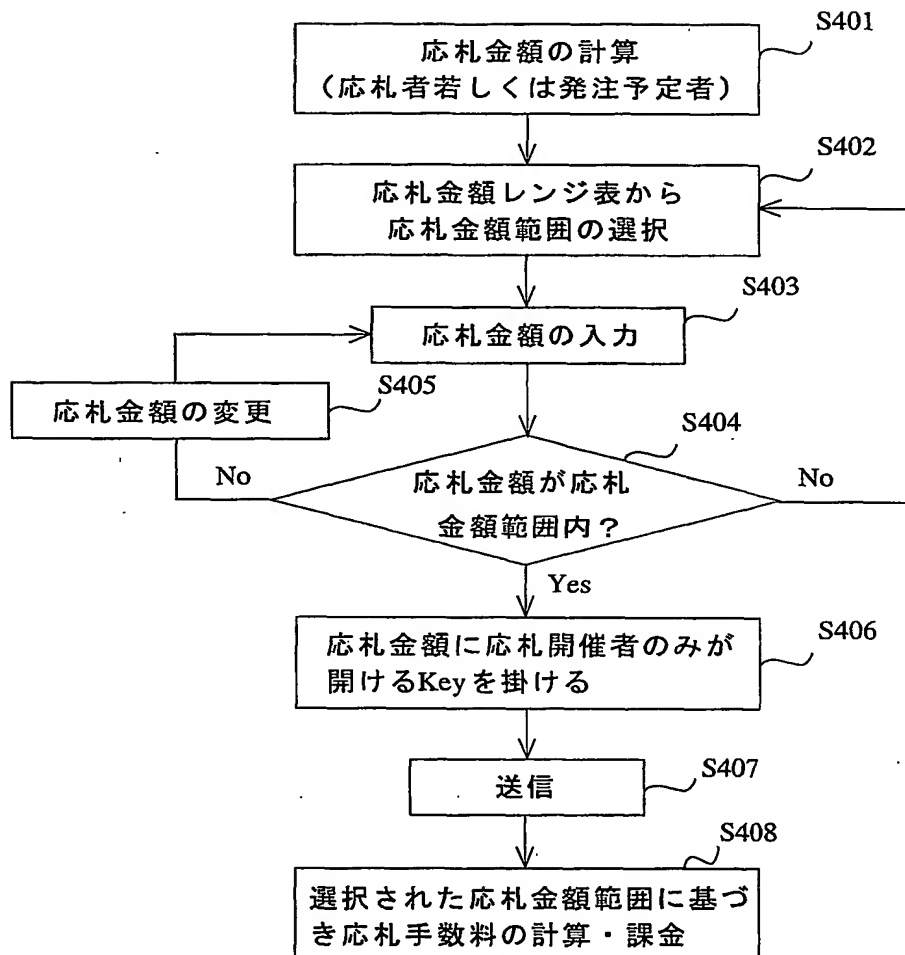 S401
応札金額の計算
（応札者若しくは発注予定者）
S402
応札金額レンジ表から
応札金額範囲の選択
S403
応札金額の入力
S405
応札金額の変更
S404
No
応札金額が応札
金額範囲内？
No
Yes
S406
応札金額に応札開催者のみが
開けるKeyを掛ける
S407
送信
S408
選択された応札金額範囲に基づ
き応札手数料の計算・課金